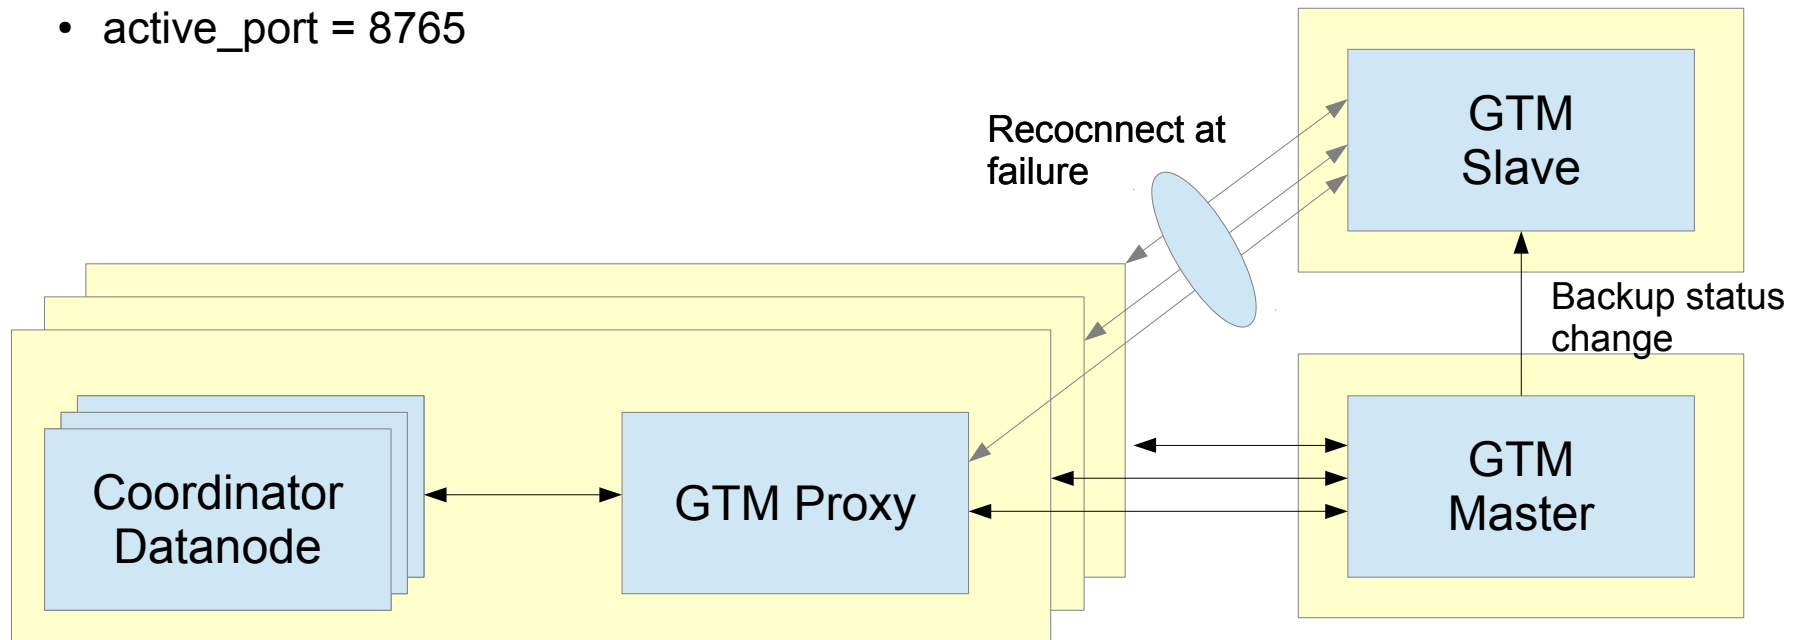 • active_port = 8765
Recocnnect at
failure
GTM
Slave
Backup status
change
Coordinator
Datanode
GTM Proxy
GTM
Master